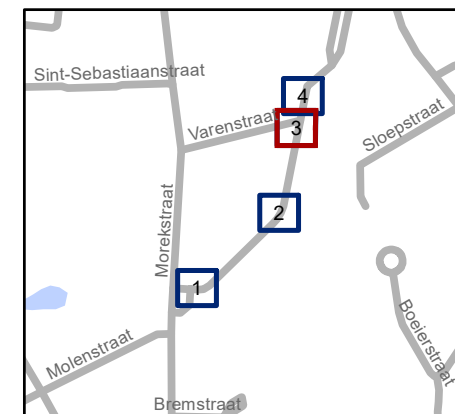 Sint-Sebastiaanstraat
4
Varenstraat
3
Sloepstraat
Morekstraat
2
1
Boeierstraat
Molenstraat
Bremstraat